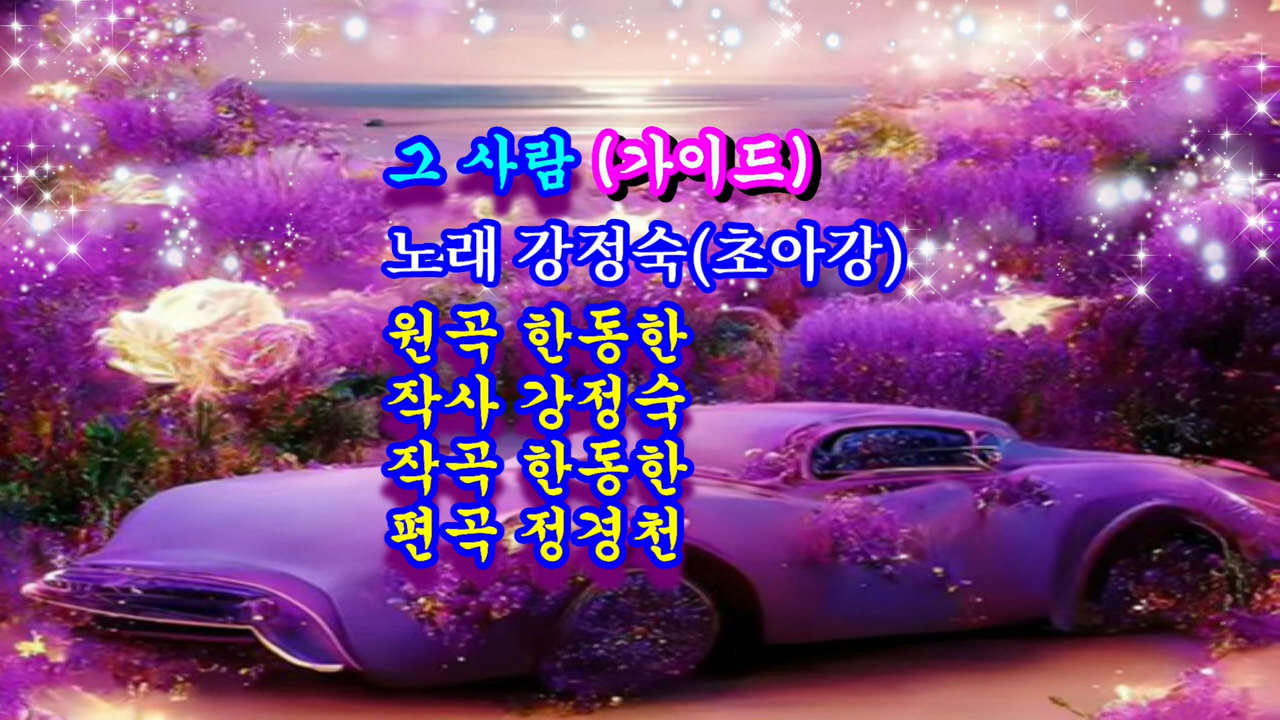 그 사람 (가이드)
노래 강정숙(초아강)
원곡 한동한
작사 강정숙
작곡 한동한
편곡 정경천